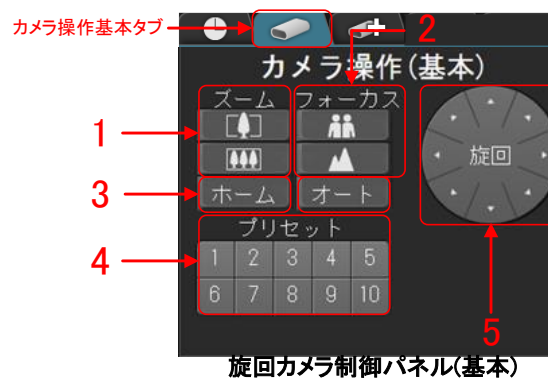 カメラ操作基本タブ
2
カメラ操作(基本)
ズーム
フォーカス
1
旋回
3
ホーム
オート
プリセット
4
1 2 3 4 5
6 7 8 9 10
5
旋回カメラ制御パネル(基本)